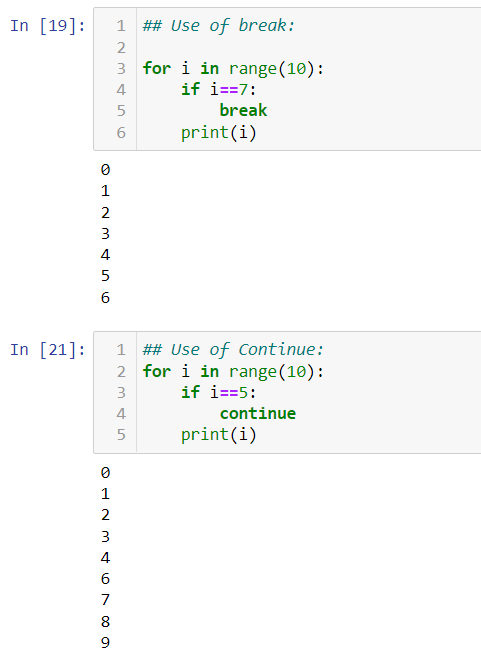 In [19]:
1 ## Use of break:
2
3 for i in range(10):
4     if i==7:
5         break
6     print(i)
0
1
2
3
4
5
6
In [21]:
1 ## Use of Continue:
2 for i in range(10):
3     if i==5:
4         continue
5     print(i)
0
1
2
3
4
6
7
8
9